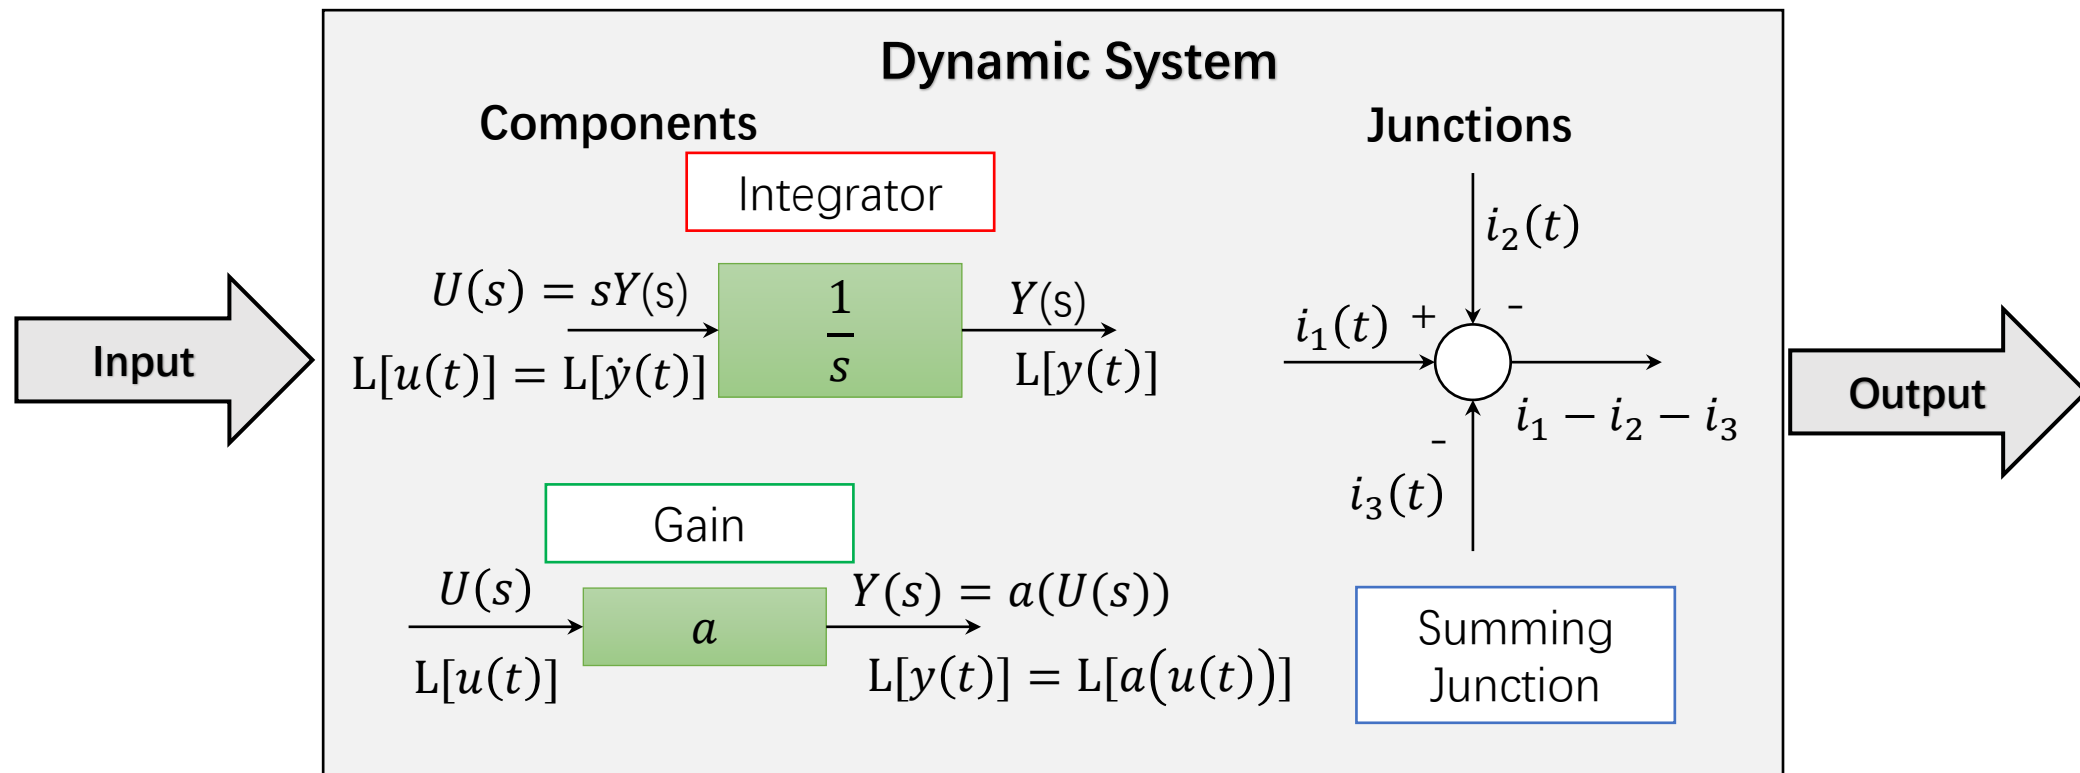 Dynamic System
Components
Junctions
Integrator
i₂(t)
U(s) = sY(s)
1
s
Y(s)
L[u(t)] = L[ẏ(t)]
L[y(t)]
i₁(t)
+
-
Input
Output
i₁ − i₂ − i₃
-
i₃(t)
Gain
U(s)
a
Y(s) = a(U(s))
L[u(t)]
L[y(t)] = L[a(u(t))]
Summing
Junction